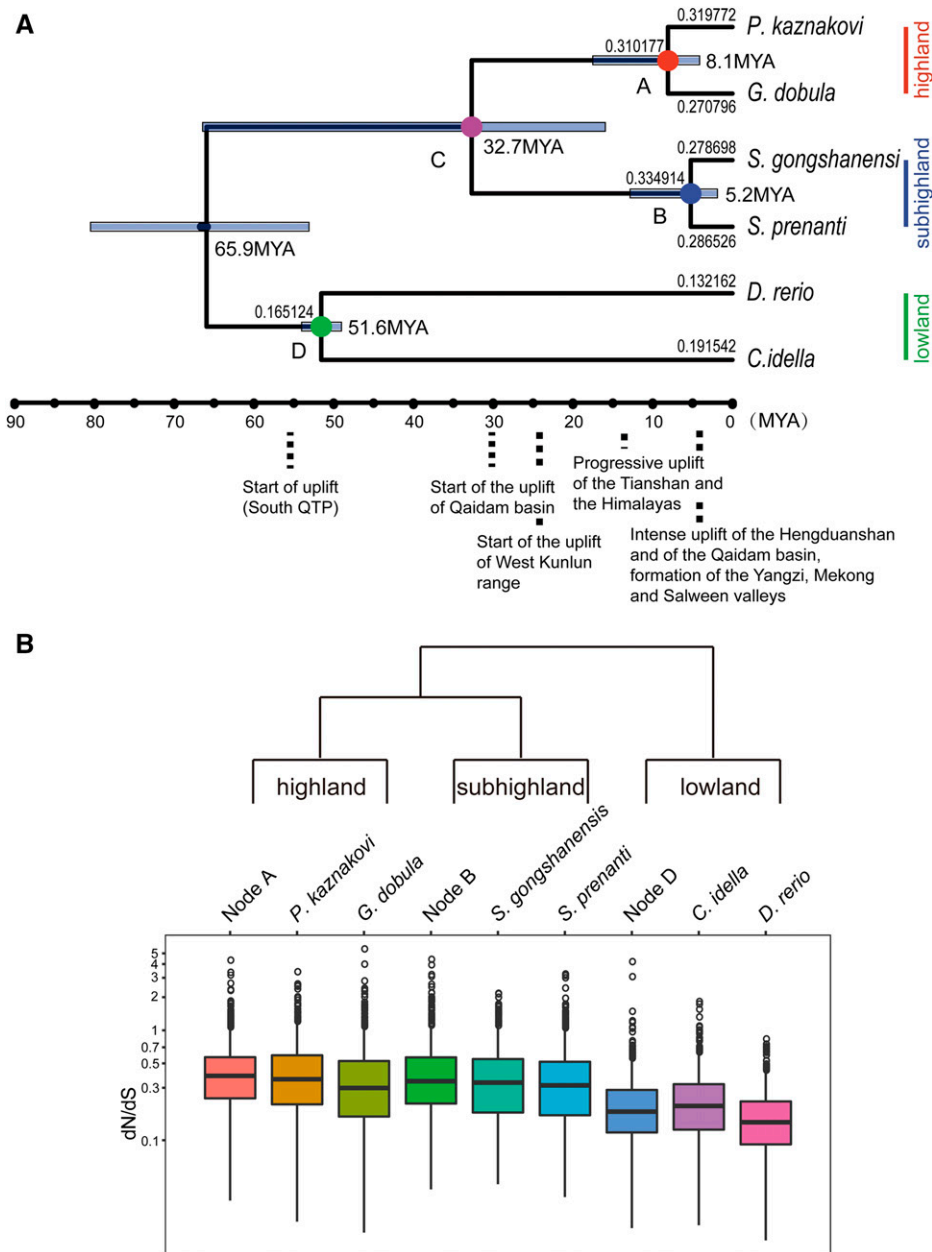 A
0.319772
P. kaznakovi
0.310177
8.1MYA
A
G. dobula
0.270796
highland
C
32.7MYA
0.278698
S. gongshanensi
0.334914
5.2MYA
B
S. prenanti
0.286526
subhighland
65.9MYA
0.132162
D. rerio
0.165124
51.6MYA
D
0.191542
C.idella
lowland
90 80 70 60 50 40 30 20 10 0 (MYA)
Start of uplift
(South QTP)
Start of the uplift
of Qaidam basin
Start of the uplift
of West Kunlun
range
Progressive uplift
of the Tianshan and
the Himalayas
Intense uplift of the Hengduanshan
and of the Qaidam basin,
formation of the Yangzi, Mekong
and Salween valleys
B
highland
subhighland
lowland
Node A
P. kaznakovi
G. dobula
Node B
S. gongshanensis
S. prenanti
Node D
C. idella
D. rerio
dN/dS
5
4
3
2
1
0.7
0.5
0.3
0.1